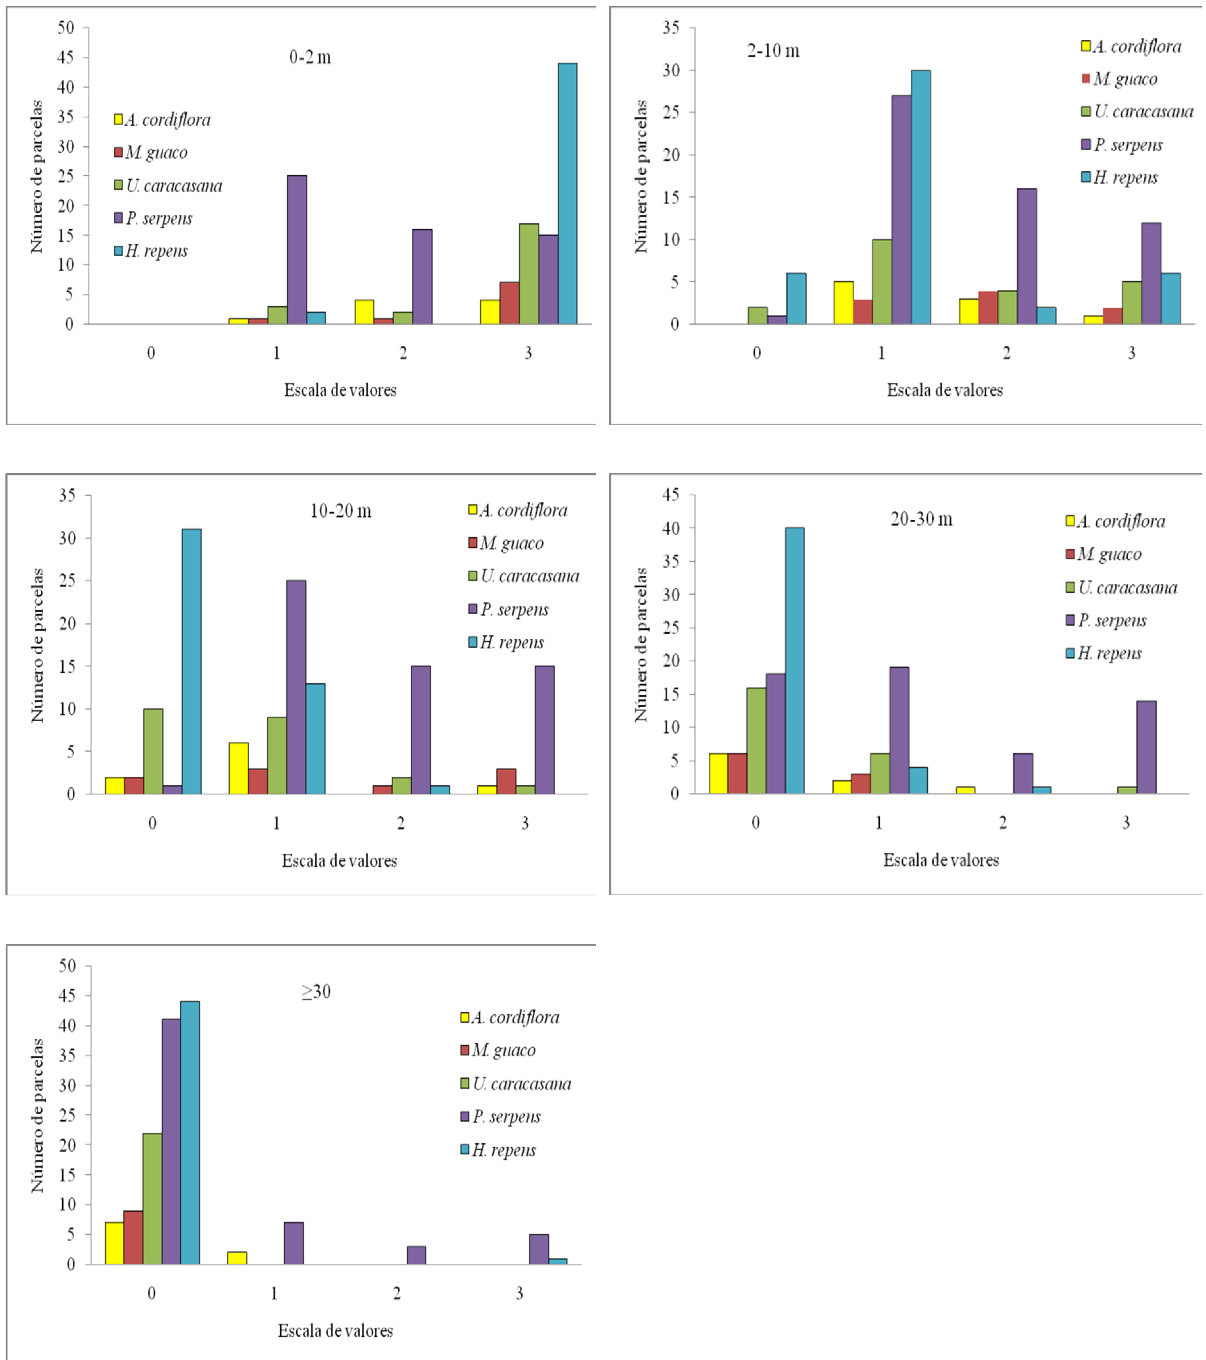 0-2 m
Número de parcelas
50
45
40
35
30
25
20
15
10
5
0
A. cordiflora
M. guaco
U. caracasana
P. serpens
H. repens
0 1 2 3
Escala de valores
2-10 m
Número de parcelas
35
30
25
20
15
10
5
0
A. cordiflora
M. guaco
U. caracasana
P. serpens
H. repens
0 1 2 3
Escala de valores
10-20 m
Número de parcelas
35
30
25
20
15
10
5
0
A. cordiflora
M. guaco
U. caracasana
P. serpens
H. repens
0 1 2 3
Escala de valores
20-30 m
Número de parcelas
45
40
35
30
25
20
15
10
5
0
A. cordiflora
M. guaco
U. caracasana
P. serpens
H. repens
0 1 2 3
Escala de valores
≥30
Número de parcelas
50
45
40
35
30
25
20
15
10
5
0
A. cordiflora
M. guaco
U. caracasana
P. serpens
H. repens
0 1 2 3
Escala de valores